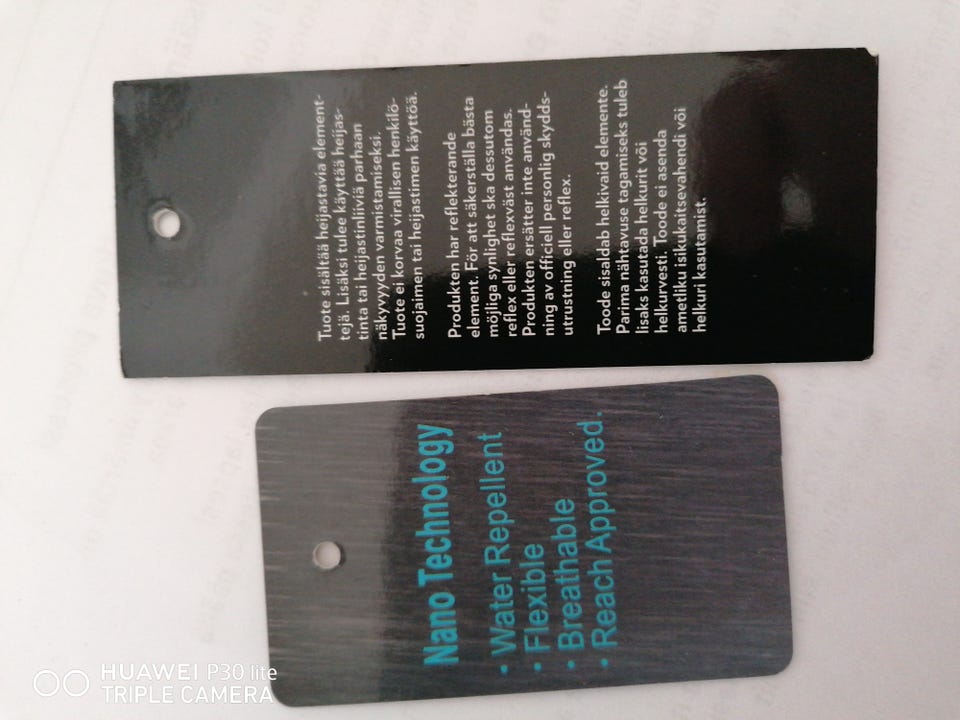 Tuote sisältää heijastavia element-
tejä. Lisäksi tulee käyttää heijas-
tinta tai heijastinliiviä parhaan
näkyvyyden varmistamiseksi.
Tuote ei korvaa virallisen henkilö-
suojaimen tai heijastimen käyttöä.
Produkten har reflekterande
element. För att säkerställa bästa
möjliga synlighet ska dessutom
reflex eller reflexväst användas.
Produkten ersätter inte använd-
ning av officiell personlig skydds-
utrustning eller reflex.
Toode sisaldab helkivaid elemente.
Parima nähtavuse tagamiseks tuleb
lisaks kasutada helkurit või
helkurvesti. Toode ei asenda
ametliku isikukaitsevahendi või
helkuri kasutamist.
Nano Technology
• Water Repellent
• Flexible
• Breathable
• Reach Approved.
HUAWEI P30 lite
TRIPLE CAMERA